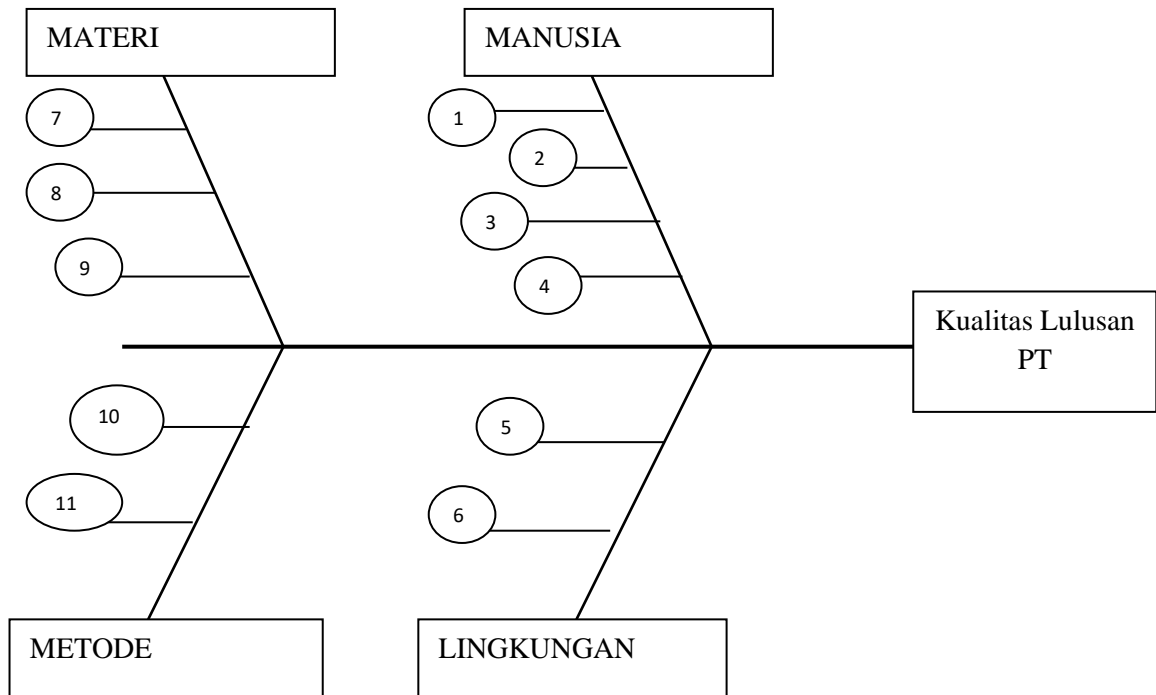 MATERI
MANUSIA
7
1
2
8
3
9
4
Kualitas Lulusan
PT
10
5
11
6
METODE
LINGKUNGAN